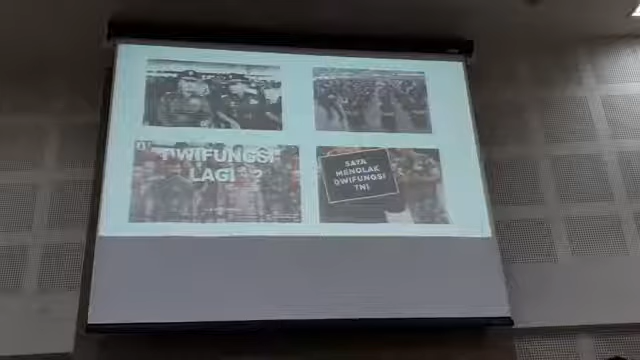 DWIFUNGSI
LAGI ?
SAYA
MENOLAK
DWIFUNGSI
TNI